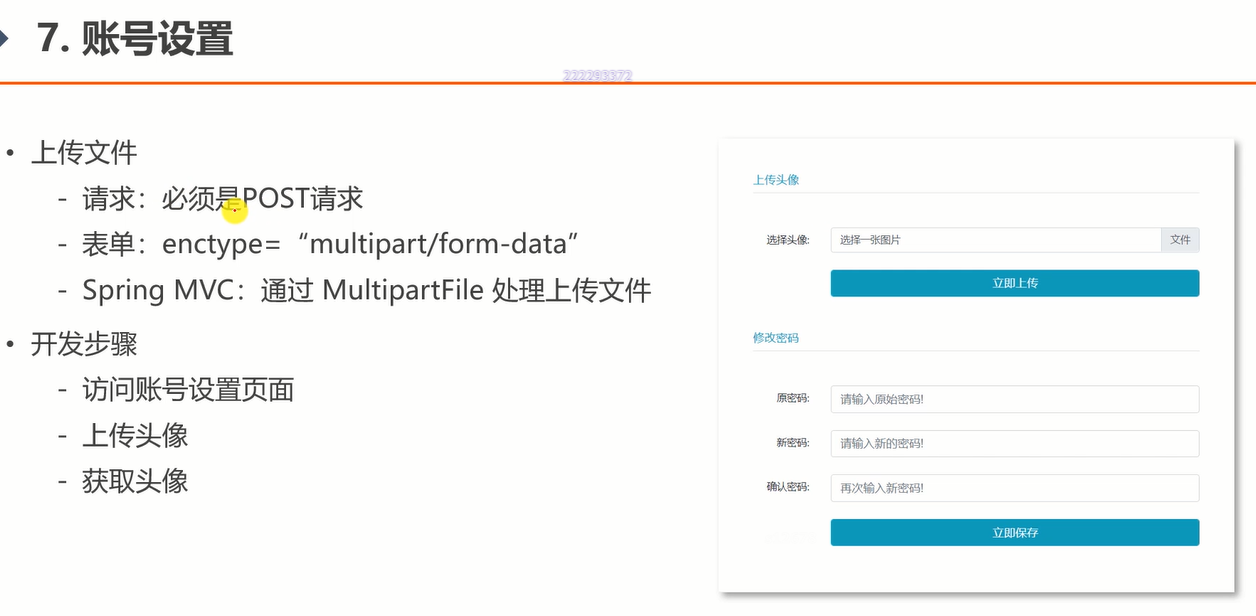 7. 账号设置
222293372
• 上传文件
- 请求：必须是POST请求
- 表单：enctype=“multipart/form-data”
- Spring MVC：通过 MultipartFile 处理上传文件
• 开发步骤
- 访问账号设置页面
- 上传头像
- 获取头像
上传头像
选择头像: 选择一张图片 文件
立即上传
修改密码
原密码: 请输入原始密码!
新密码: 请输入新的密码!
确认密码: 再次输入新密码!
立即保存